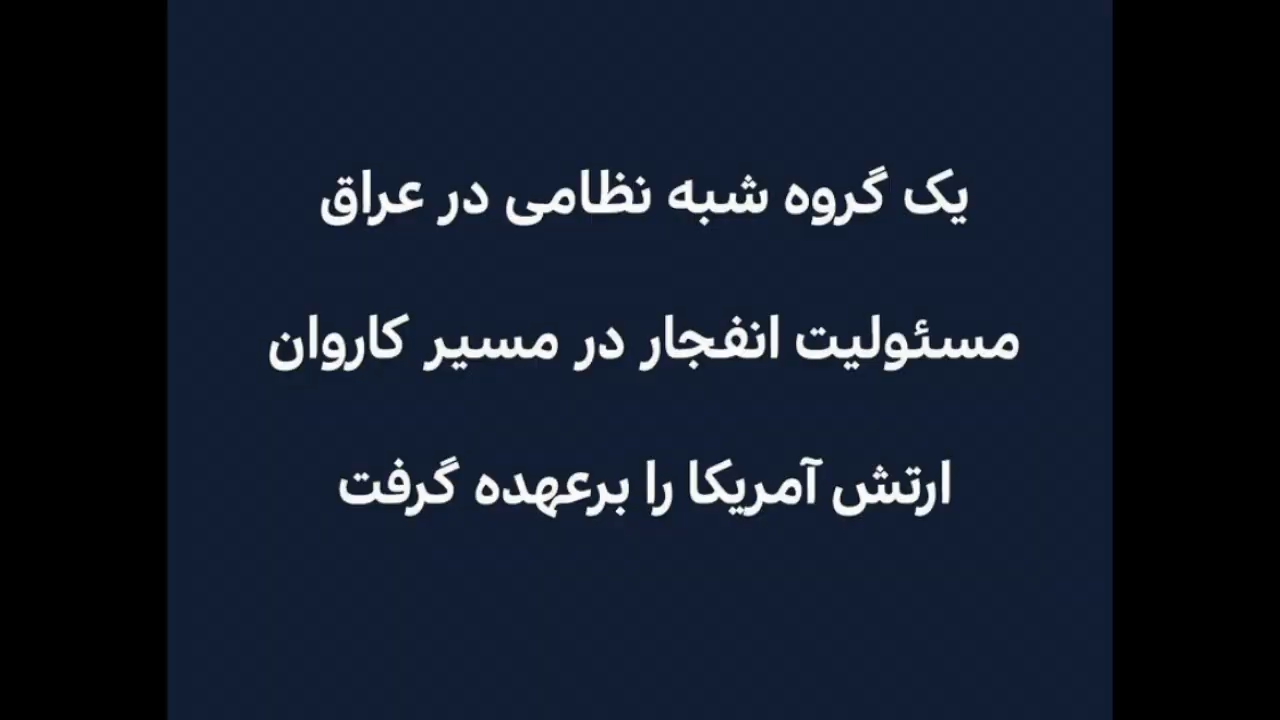 یک گروه شبه نظامی در عراق
مسئولیت انفجار در مسیر کاروان
ارتش آمریکا را برعهده گرفت